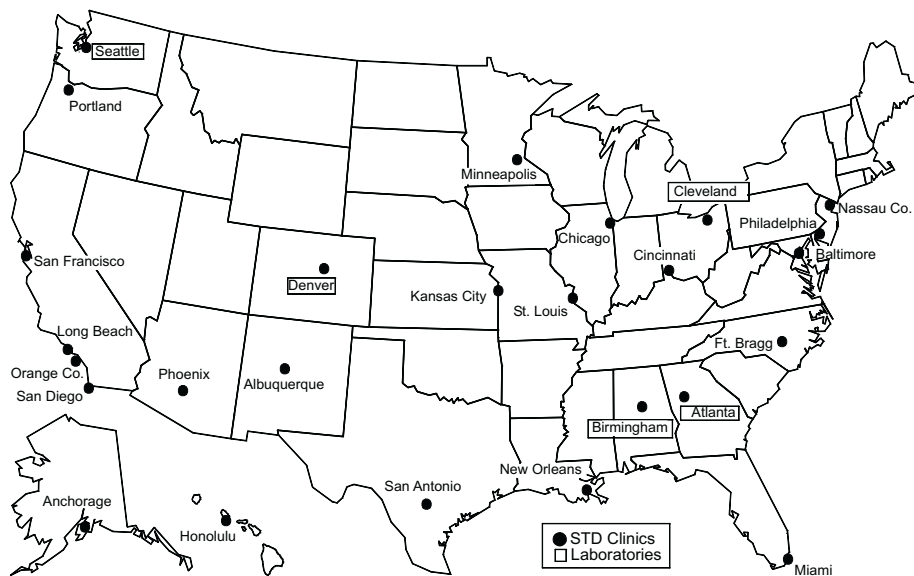 Seattle
Portland
Minneapolis
Cleveland
Nassau Co.
Philadelphia
Chicago
Cincinnati
Baltimore
San Francisco
Denver
Kansas City
St. Louis
Long Beach
Ft. Bragg
Orange Co.
Phoenix
Albuquerque
San Diego
Atlanta
Birmingham
New Orleans
San Antonio
Anchorage
Honolulu
STD Clinics
Laboratories
Miami